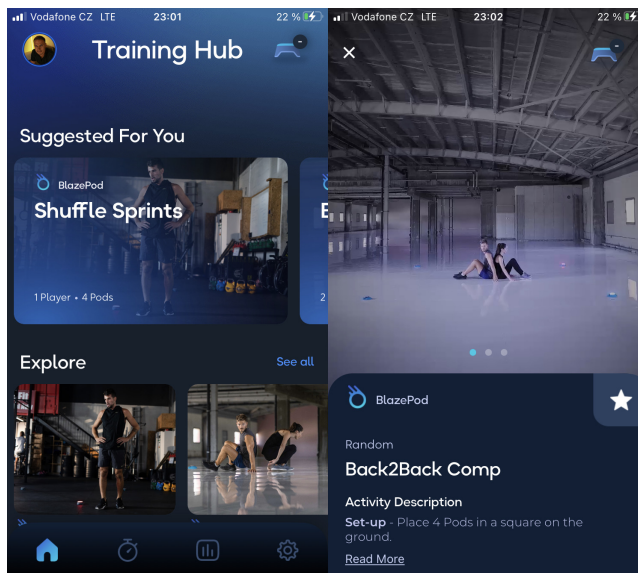 Vodafone CZ LTE 23:01 22 %
Training Hub
Suggested For You
BlazePod
Shuffle Sprints
1 Player • 4 Pods
2
Explore
See all
Vodafone CZ LTE 23:02 22 %
BlazePod
Random
Back2Back Comp
Activity Description
Set-up - Place 4 Pods in a square on the
ground.
Read More